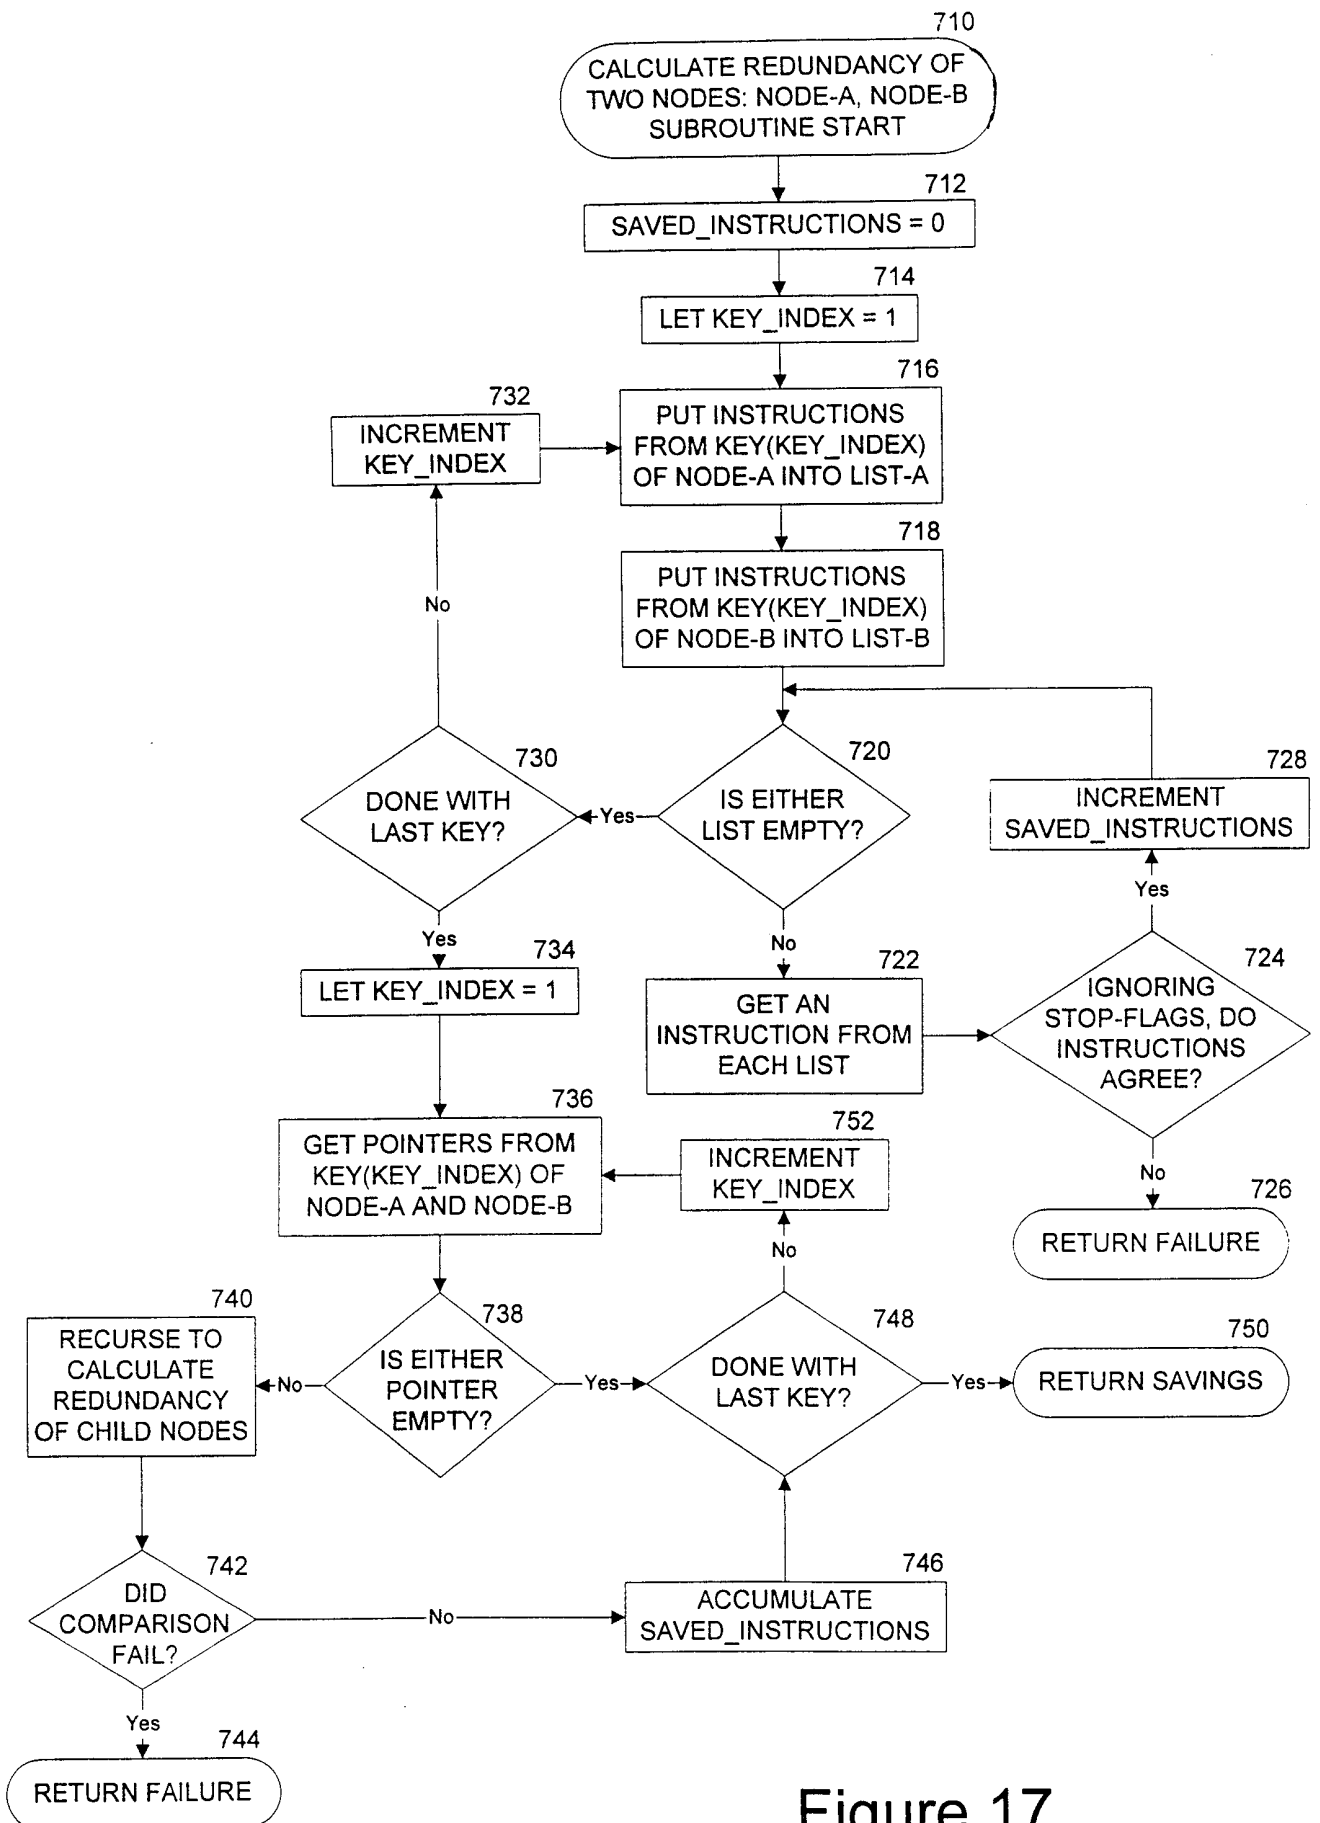 710
CALCULATE REDUNDANCY OF
TWO NODES: NODE-A, NODE-B
SUBROUTINE START
712
SAVED_INSTRUCTIONS = 0
714
LET KEY_INDEX = 1
716
PUT INSTRUCTIONS
FROM KEY(KEY_INDEX)
OF NODE-A INTO LIST-A
732
INCREMENT
KEY_INDEX
718
PUT INSTRUCTIONS
FROM KEY(KEY_INDEX)
OF NODE-B INTO LIST-B
No
730
DONE WITH
LAST KEY?
Yes
720
IS EITHER
LIST EMPTY?
728
INCREMENT
SAVED_INSTRUCTIONS
Yes
Yes
734
LET KEY_INDEX = 1
No
722
GET AN
INSTRUCTION FROM
EACH LIST
724
IGNORING
STOP-FLAGS, DO
INSTRUCTIONS
AGREE?
No
726
RETURN FAILURE
736
GET POINTERS FROM
KEY(KEY_INDEX) OF
NODE-A AND NODE-B
752
INCREMENT
KEY_INDEX
No
740
RECURSE TO
CALCULATE
REDUNDANCY
OF CHILD NODES
No
738
IS EITHER
POINTER
EMPTY?
Yes
748
DONE WITH
LAST KEY?
Yes
750
RETURN SAVINGS
742
DID
COMPARISON
FAIL?
No
746
ACCUMULATE
SAVED_INSTRUCTIONS
Yes
744
RETURN FAILURE
Figure 17